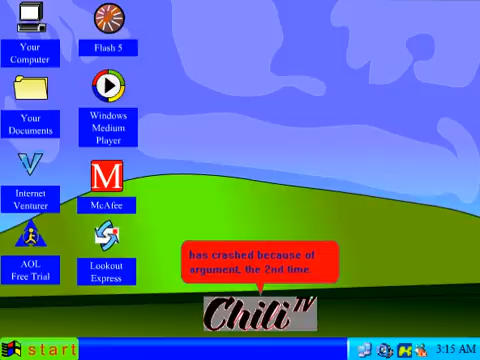 Your
Computer
Flash 5
Your
Documents
Windows
Medium
Player
Internet
Venturer
M
McAfee
AOL
Free Trial
Lookout
Express
has crashed because of
argument, the 2nd time.
Chili TV
start
3:15 AM